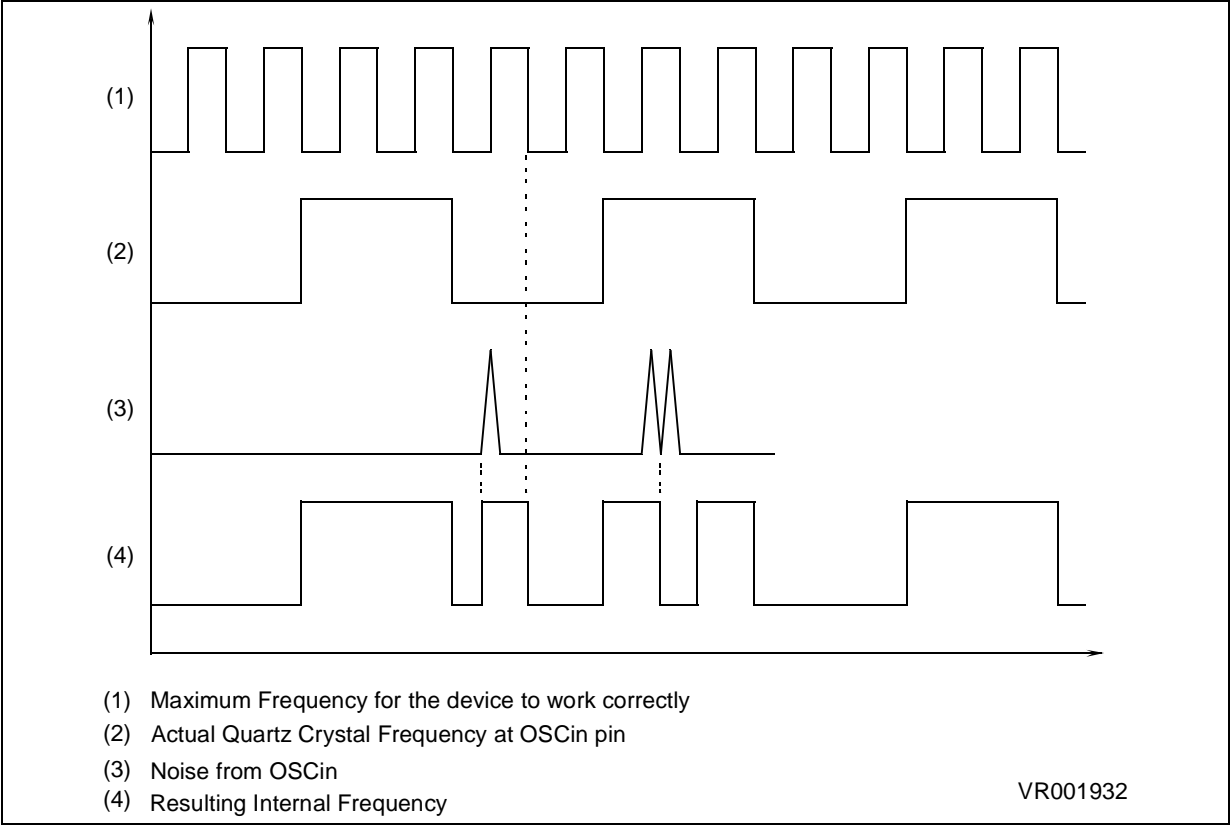 (1)
(2)
(3)
(4)
(1) Maximum Frequency for the device to work correctly
(2) Actual Quartz Crystal Frequency at OSCin pin
(3) Noise from OSCin
(4) Resulting Internal Frequency
VR001932